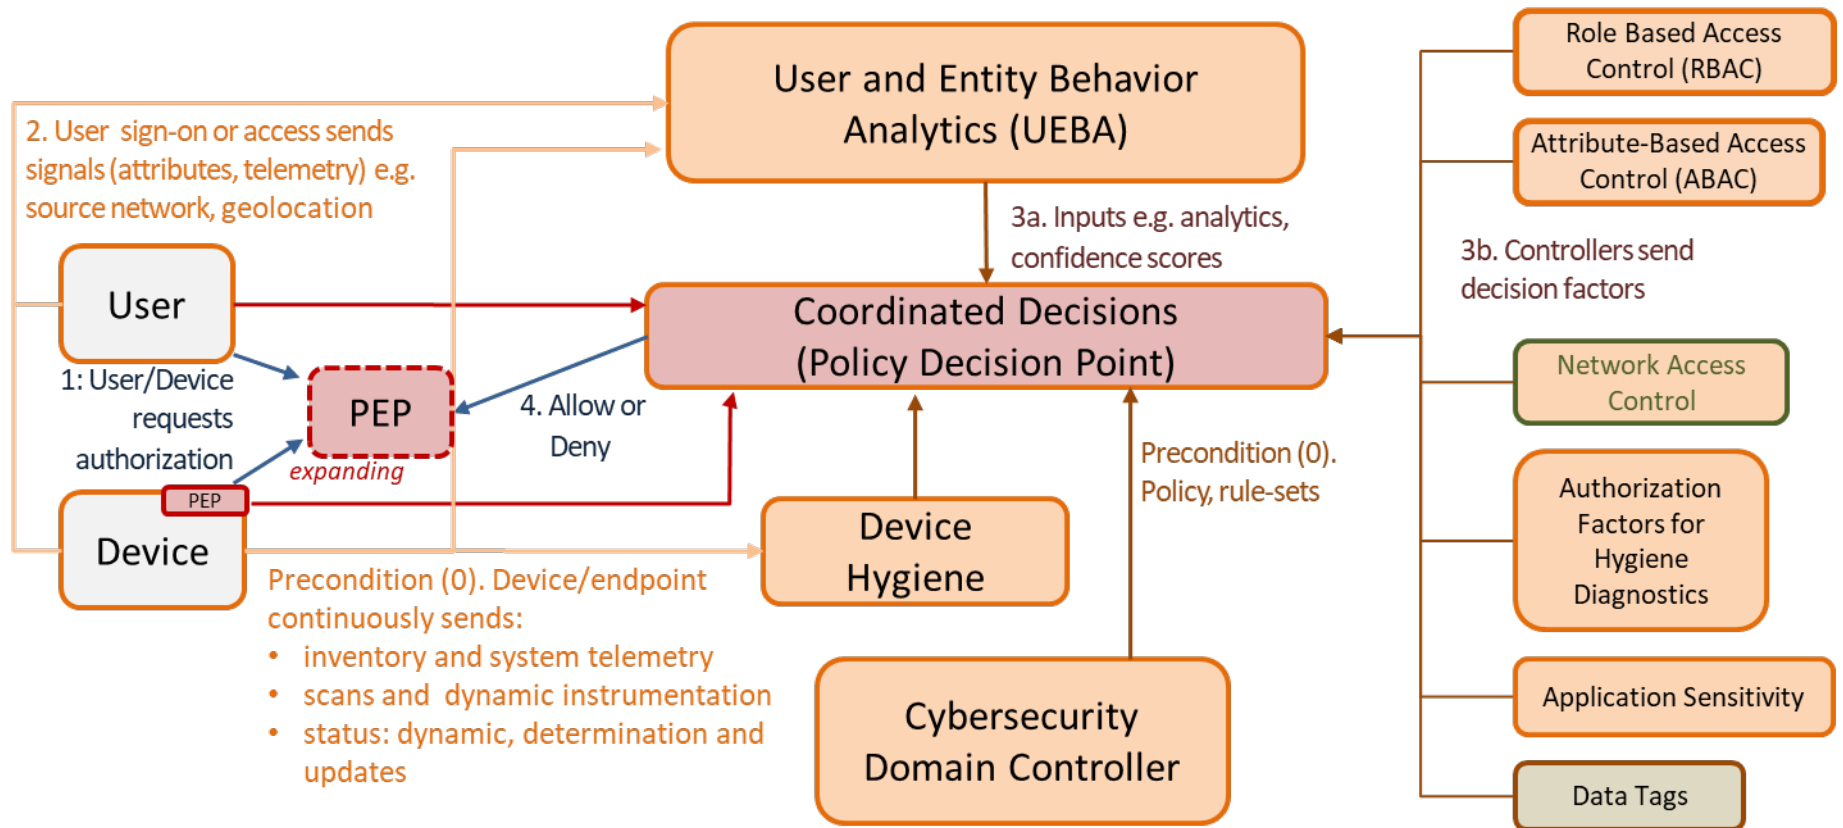 User and Entity Behavior
Analytics (UEBA)
Role Based Access
Control (RBAC)
Attribute-Based Access
Control (ABAC)
2. User sign-on or access sends
signals (attributes, telemetry) e.g.
source network, geolocation
3a. Inputs e.g. analytics,
confidence scores
3b. Controllers send
decision factors
User
Coordinated Decisions
(Policy Decision Point)
1: User/Device
requests
authorization
PEP
expanding
4. Allow or
Deny
Network Access
Control
Precondition (0).
Policy, rule-sets
PEP
Device
Device
Hygiene
Authorization
Factors for
Hygiene
Diagnostics
Precondition (0). Device/endpoint
continuously sends:
• inventory and system telemetry
• scans and dynamic instrumentation
• status: dynamic, determination and
updates
Cybersecurity
Domain Controller
Application Sensitivity
Data Tags